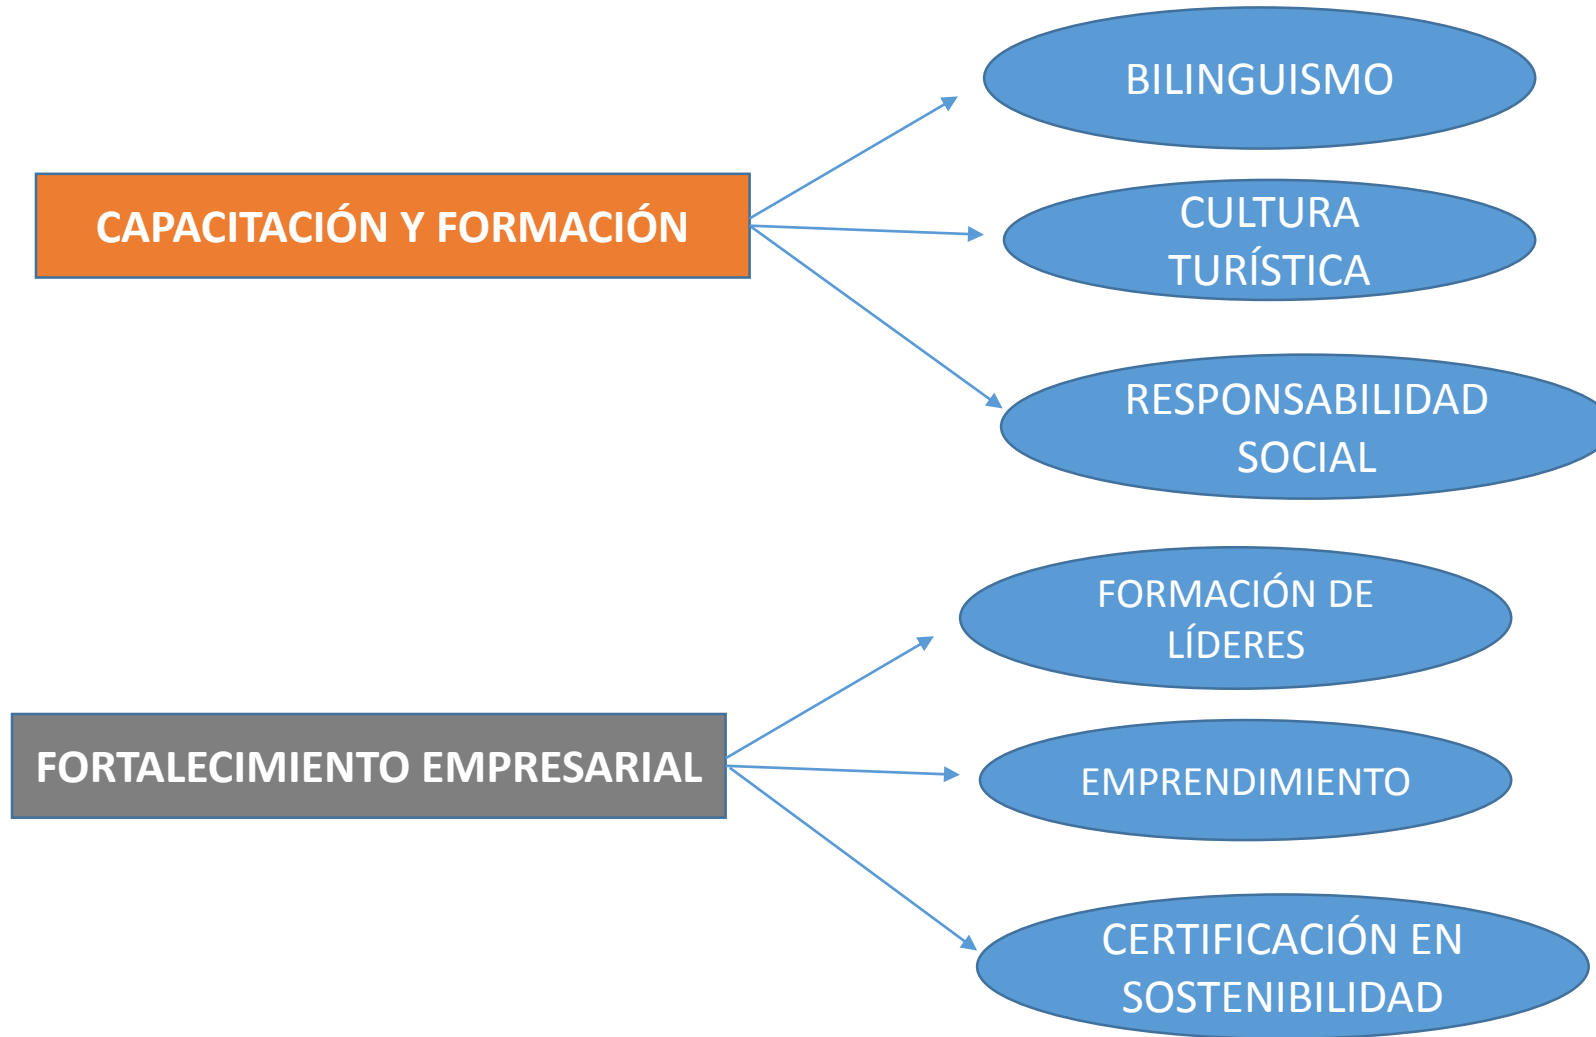 BILINGUISMO
CAPACITACIÓN Y FORMACIÓN
CULTURA
TURÍSTICA
RESPONSABILIDAD
SOCIAL
FORMACIÓN DE
LÍDERES
FORTALECIMIENTO EMPRESARIAL
EMPRENDIMIENTO
CERTIFICACIÓN EN
SOSTENIBILIDAD